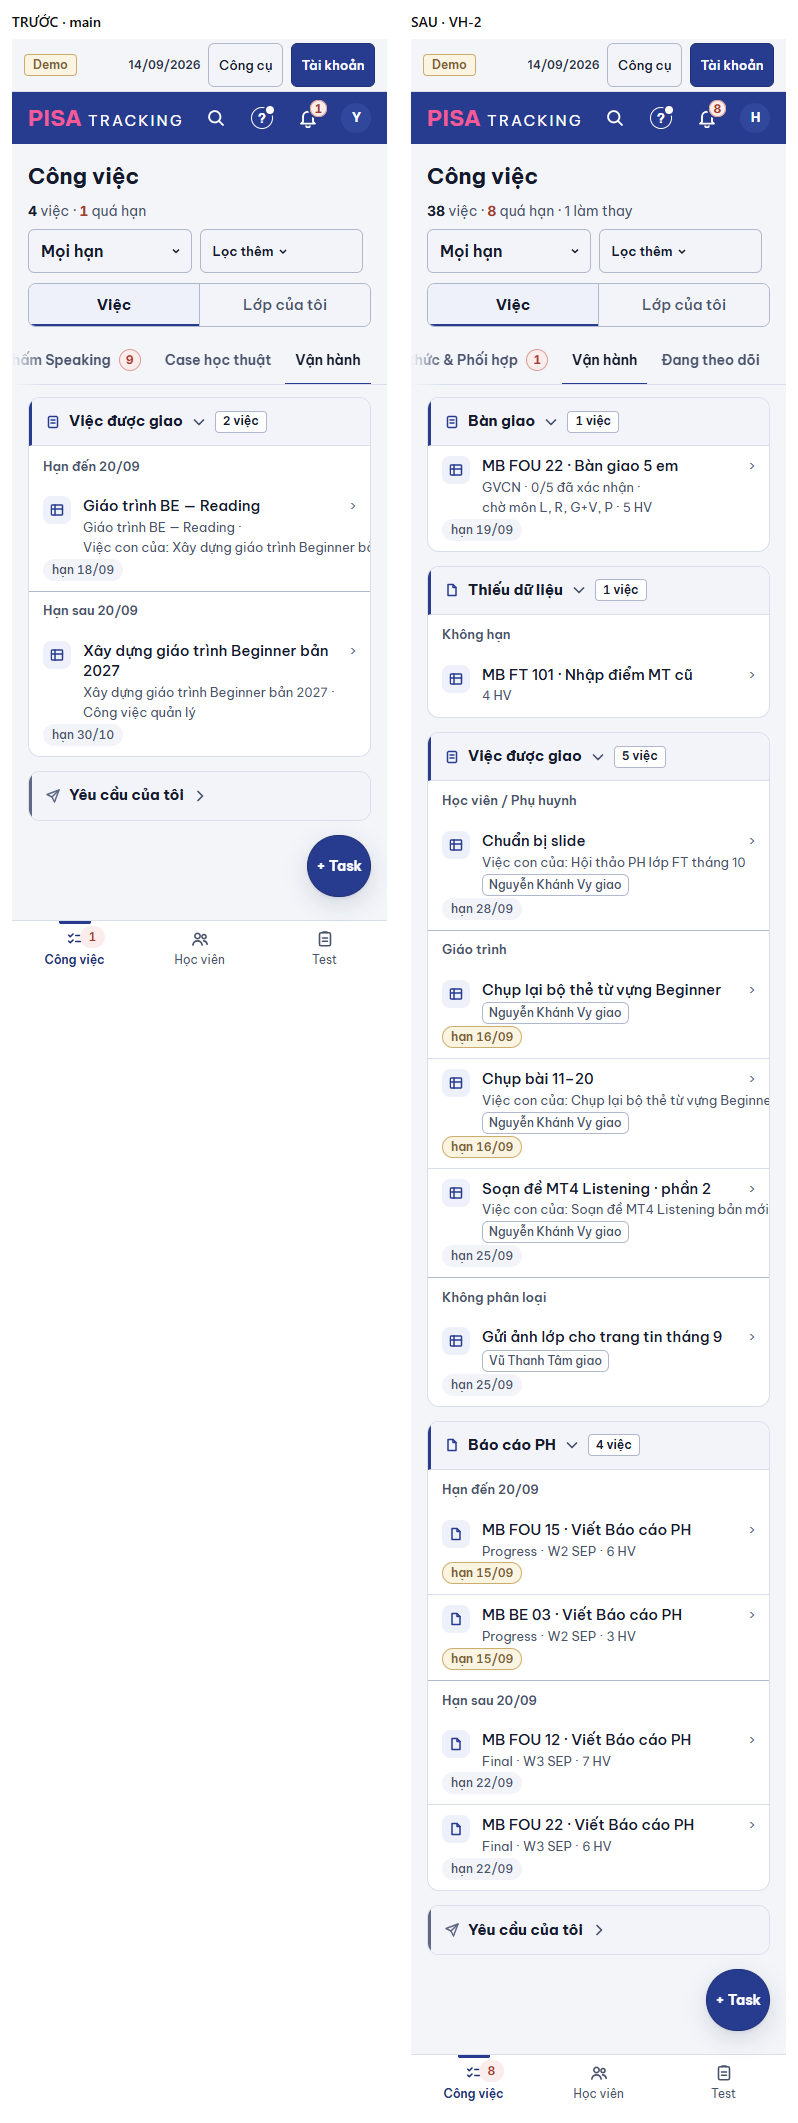 TRƯỚC · main
Demo
14/09/2026
Công cụ
Tài khoản
PISA TRACKING
?
1
Y
Công việc
4 việc · 1 quá hạn
Mọi hạn
Lọc thêm
Việc
Lớp của tôi
hấm Speaking 9
Case học thuật
Vận hành
Việc được giao
2 việc
Hạn đến 20/09
Giáo trình BE — Reading
Giáo trình BE — Reading ·
Việc con của: Xây dựng giáo trình Beginner bả
hạn 18/09
Hạn sau 20/09
Xây dựng giáo trình Beginner bản
2027
Xây dựng giáo trình Beginner bản 2027 ·
Công việc quản lý
hạn 30/10
Yêu cầu của tôi
+ Task
1
Công việc
Học viên
Test
SAU · VH-2
Demo
14/09/2026
Công cụ
Tài khoản
PISA TRACKING
?
8
H
Công việc
38 việc · 8 quá hạn · 1 làm thay
Mọi hạn
Lọc thêm
Việc
Lớp của tôi
hức & Phối hợp 1
Vận hành
Đang theo dõi
Bàn giao
1 việc
MB FOU 22 · Bàn giao 5 em
GVCN · 0/5 đã xác nhận ·
chờ môn L, R, G+V, P · 5 HV
hạn 19/09
Thiếu dữ liệu
1 việc
Không hạn
MB FT 101 · Nhập điểm MT cũ
4 HV
Việc được giao
5 việc
Học viên / Phụ huynh
Chuẩn bị slide
Việc con của: Hội thảo PH lớp FT tháng 10
Nguyễn Khánh Vy giao
hạn 28/09
Giáo trình
Chụp lại bộ thẻ từ vựng Beginner
Nguyễn Khánh Vy giao
hạn 16/09
Chụp bài 11–20
Việc con của: Chụp lại bộ thẻ từ vựng Beginne
Nguyễn Khánh Vy giao
hạn 16/09
Soạn đề MT4 Listening · phần 2
Việc con của: Soạn đề MT4 Listening bản mới
Nguyễn Khánh Vy giao
hạn 25/09
Không phân loại
Gửi ảnh lớp cho trang tin tháng 9
Vũ Thanh Tâm giao
hạn 25/09
Báo cáo PH
4 việc
Hạn đến 20/09
MB FOU 15 · Viết Báo cáo PH
Progress · W2 SEP · 6 HV
hạn 15/09
MB BE 03 · Viết Báo cáo PH
Progress · W2 SEP · 3 HV
hạn 15/09
Hạn sau 20/09
MB FOU 12 · Viết Báo cáo PH
Final · W3 SEP · 7 HV
hạn 22/09
MB FOU 22 · Viết Báo cáo PH
Final · W3 SEP · 6 HV
hạn 22/09
Yêu cầu của tôi
+ Task
8
Công việc
Học viên
Test